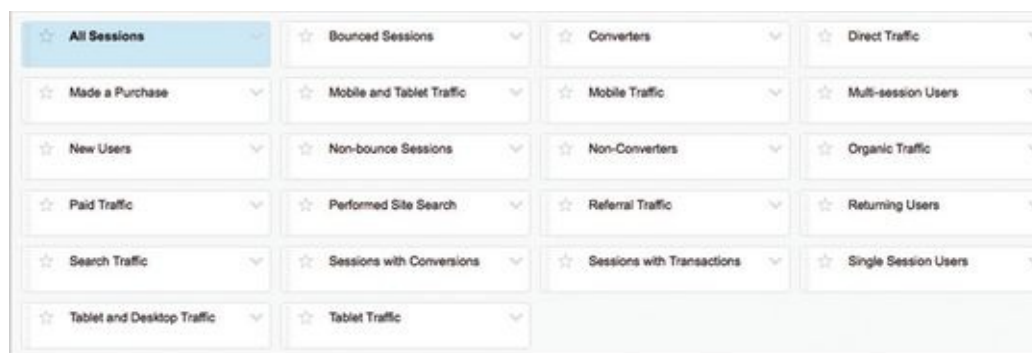 All Sessions
Bounced Sessions
Converters
Direct Traffic
Made a Purchase
Mobile and Tablet Traffic
Mobile Traffic
Multi-session Users
New Users
Non-bounce Sessions
Non-Converters
Organic Traffic
Paid Traffic
Performed Site Search
Referral Traffic
Returning Users
Search Traffic
Sessions with Conversions
Sessions with Transactions
Single Session Users
Tablet and Desktop Traffic
Tablet Traffic